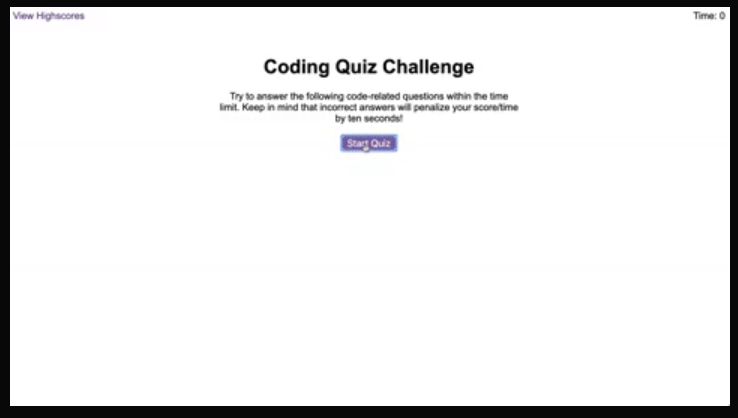 View Highscores
Time: 0
Coding Quiz Challenge
Try to answer the following code-related questions within the time
limit. Keep in mind that incorrect answers will penalize your score/time
by ten seconds!
Start Quiz